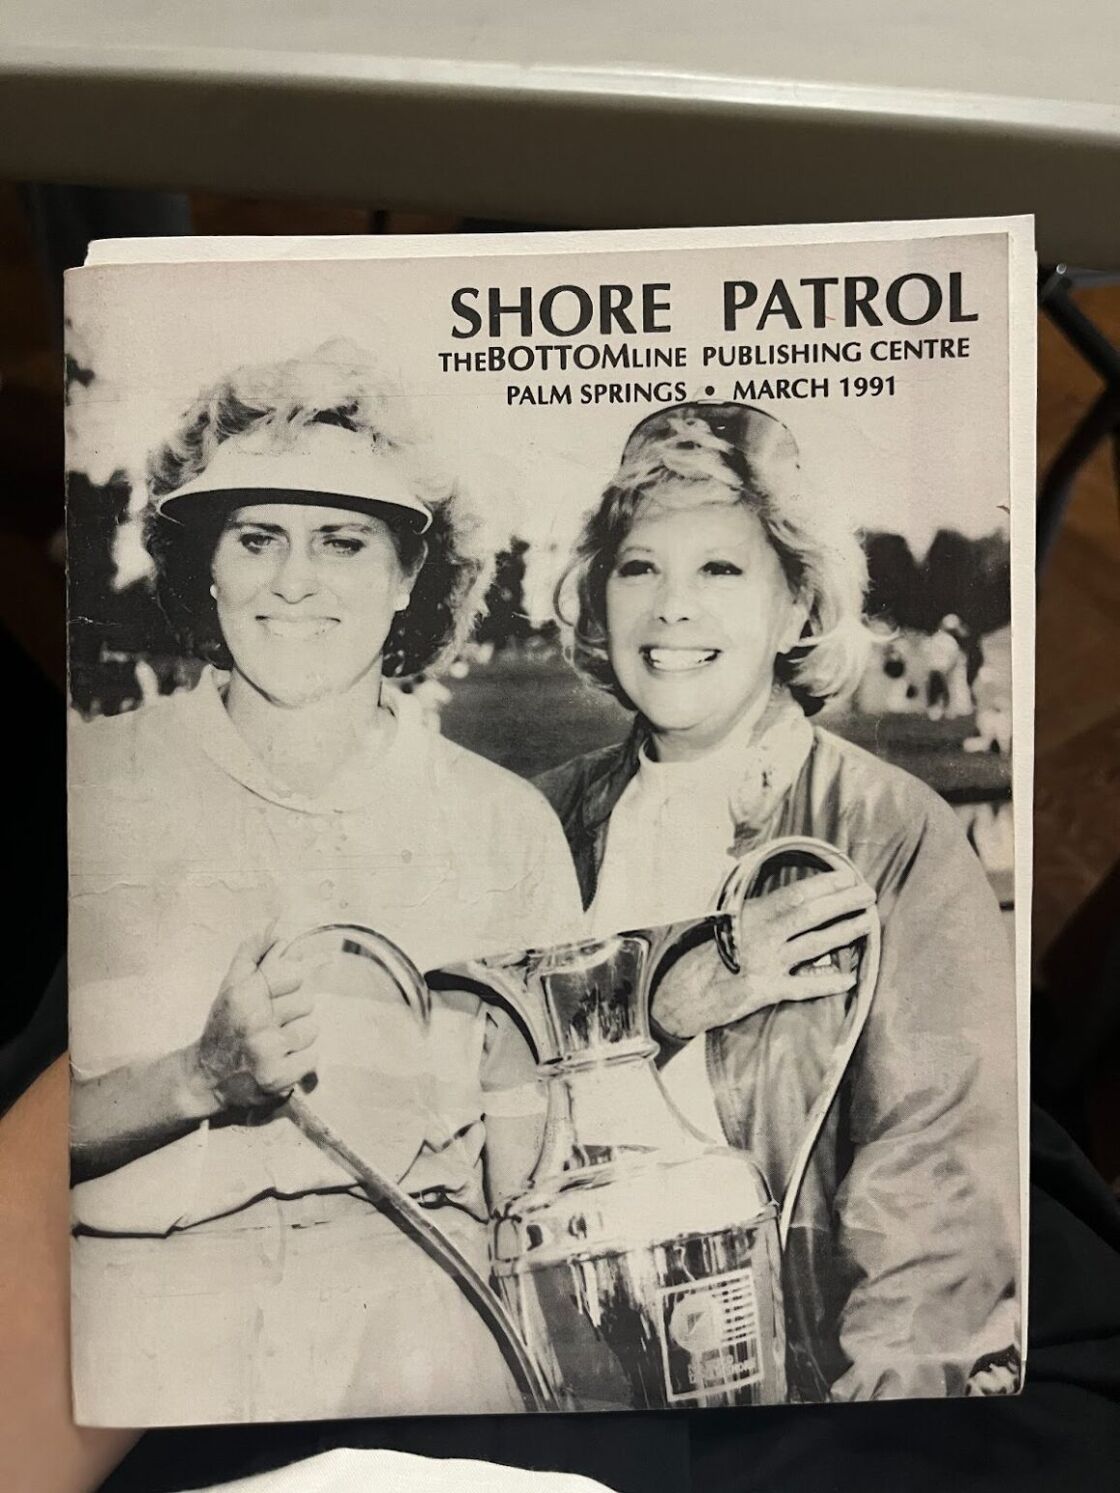 SHORE PATROL
THEBOTTOMLINE PUBLISHING CENTRE
PALM SPRINGS • MARCH 1991